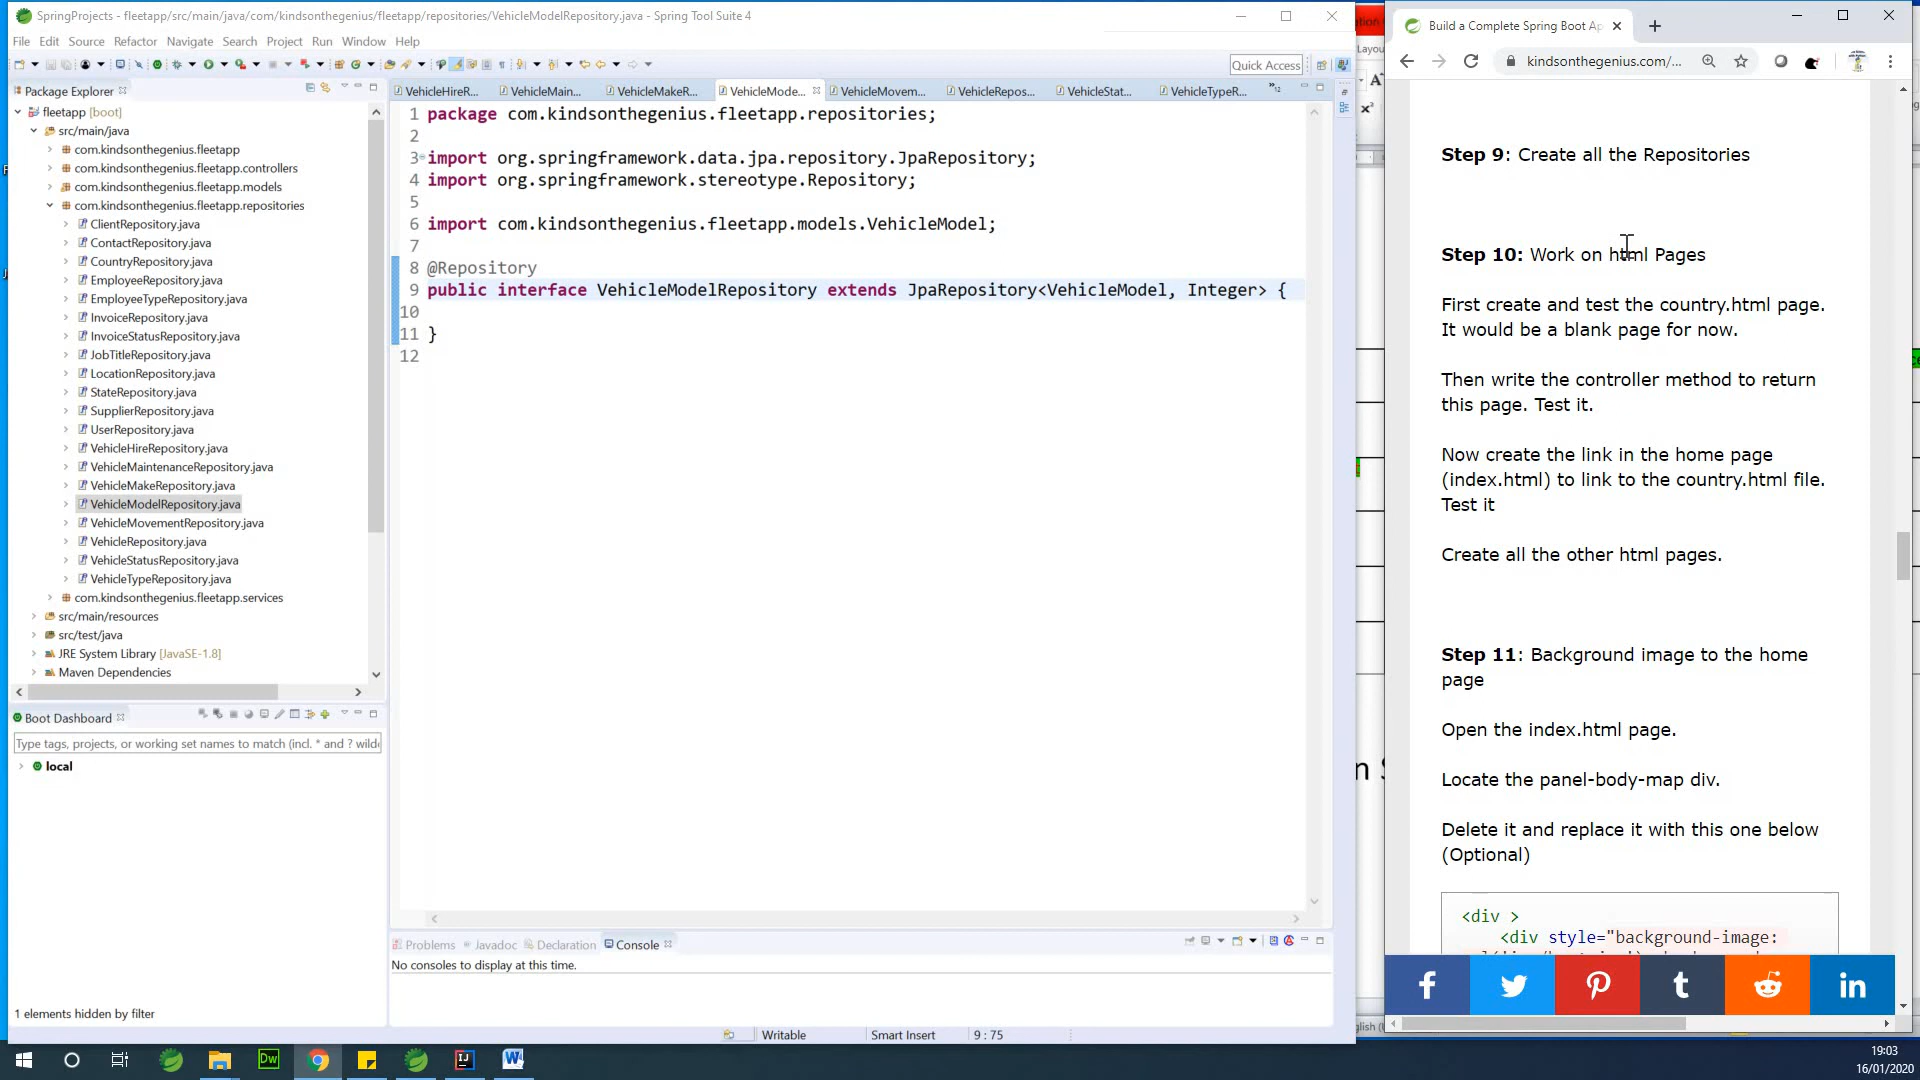 SpringProjects - fleetapp/src/main/java/com/kindsonthegenius/fleetapp/repositories/VehicleModelRepository.java - Spring Tool Suite 4
File Edit Source Refactor Navigate Search Project Run Window Help
Quick Access
Package Explorer
fleetapp [boot]
src/main/java
com.kindsonthegenius.fleetapp
com.kindsonthegenius.fleetapp.controllers
com.kindsonthegenius.fleetapp.models
com.kindsonthegenius.fleetapp.repositories
ClientRepository.java
ContactRepository.java
CountryRepository.java
EmployeeRepository.java
EmployeeTypeRepository.java
InvoiceRepository.java
InvoiceStatusRepository.java
JobTitleRepository.java
LocationRepository.java
StateRepository.java
SupplierRepository.java
UserRepository.java
VehicleHireRepository.java
VehicleMaintenanceRepository.java
VehicleMakeRepository.java
VehicleModelRepository.java
VehicleMovementRepository.java
VehicleRepository.java
VehicleStatusRepository.java
VehicleTypeRepository.java
com.kindsonthegenius.fleetapp.services
src/main/resources
src/test/java
JRE System Library [JavaSE-1.8]
Maven Dependencies
Boot Dashboard
Type tags, projects, or working set names to match (incl. * and ? wild
local
1 elements hidden by filter
VehicleHireR... VehicleMain... VehicleMakeR... VehicleMode... VehicleMovem... VehicleRepos... VehicleStat... VehicleTypeR... »12
1 package com.kindsonthegenius.fleetapp.repositories;
2
3 import org.springframework.data.jpa.repository.JpaRepository;
4 import org.springframework.stereotype.Repository;
5
6 import com.kindsonthegenius.fleetapp.models.VehicleModel;
7
8 @Repository
9 public interface VehicleModelRepository extends JpaRepository<VehicleModel, Integer> {
10
11 }
12
Problems Javadoc Declaration Console
No consoles to display at this time.
Writable Smart Insert 9 : 75
Build a Complete Spring Boot Ap
kindsonthegenius.com/...
Step 9: Create all the Repositories
Step 10: Work on html Pages
First create and test the country.html page.
It would be a blank page for now.
Then write the controller method to return
this page. Test it.
Now create the link in the home page
(index.html) to link to the country.html file.
Test it
Create all the other html pages.
Step 11: Background image to the home
page
Open the index.html page.
Locate the panel-body-map div.
Delete it and replace it with this one below
(Optional)
<div >
<div style="background-image:
f t in
Dw IJ W
19:03
16/01/2020